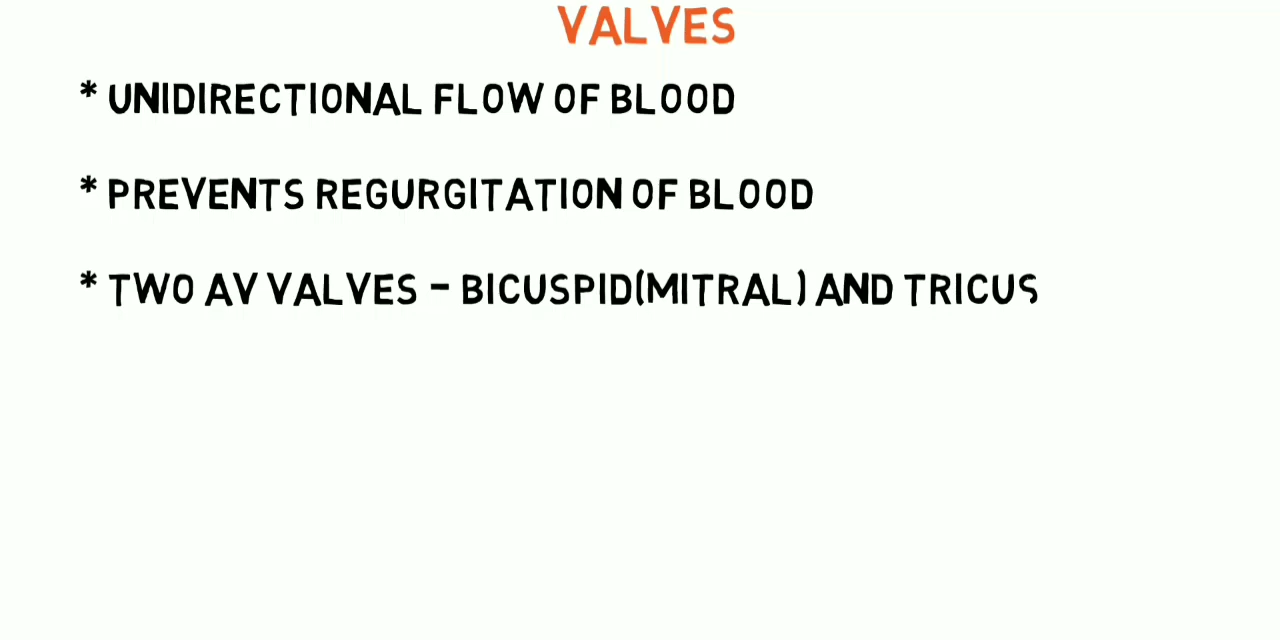 VALVES
* UNIDIRECTIONAL FLOW OF BLOOD
* PREVENTS REGURGITATION OF BLOOD
* TWO AV VALVES - BICUSPID(MITRAL) AND TRICUS